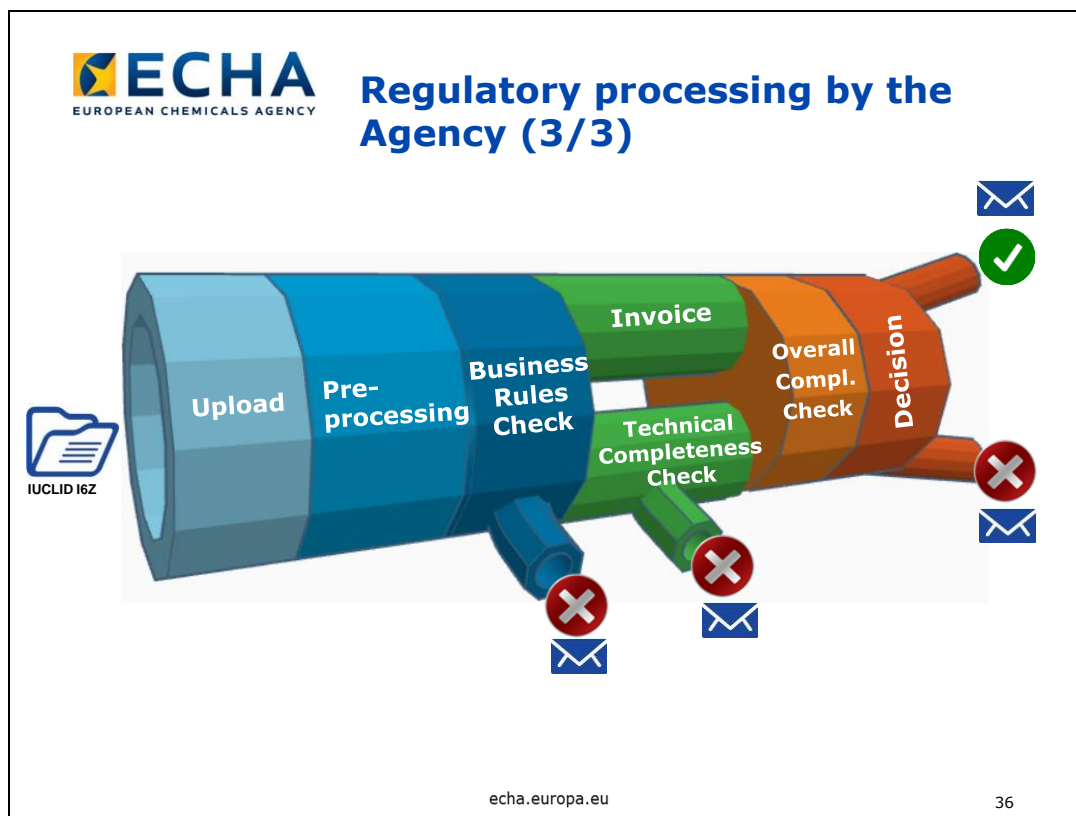 ECHA
EUROPEAN CHEMICALS AGENCY
Regulatory processing by the
Agency (3/3)
Upload
Pre-
processing
Business
Rules
Check
Invoice
Technical
Completeness
Check
Overall
Compl.
Check
Decision
IUCLID I6Z
echa.europa.eu
36